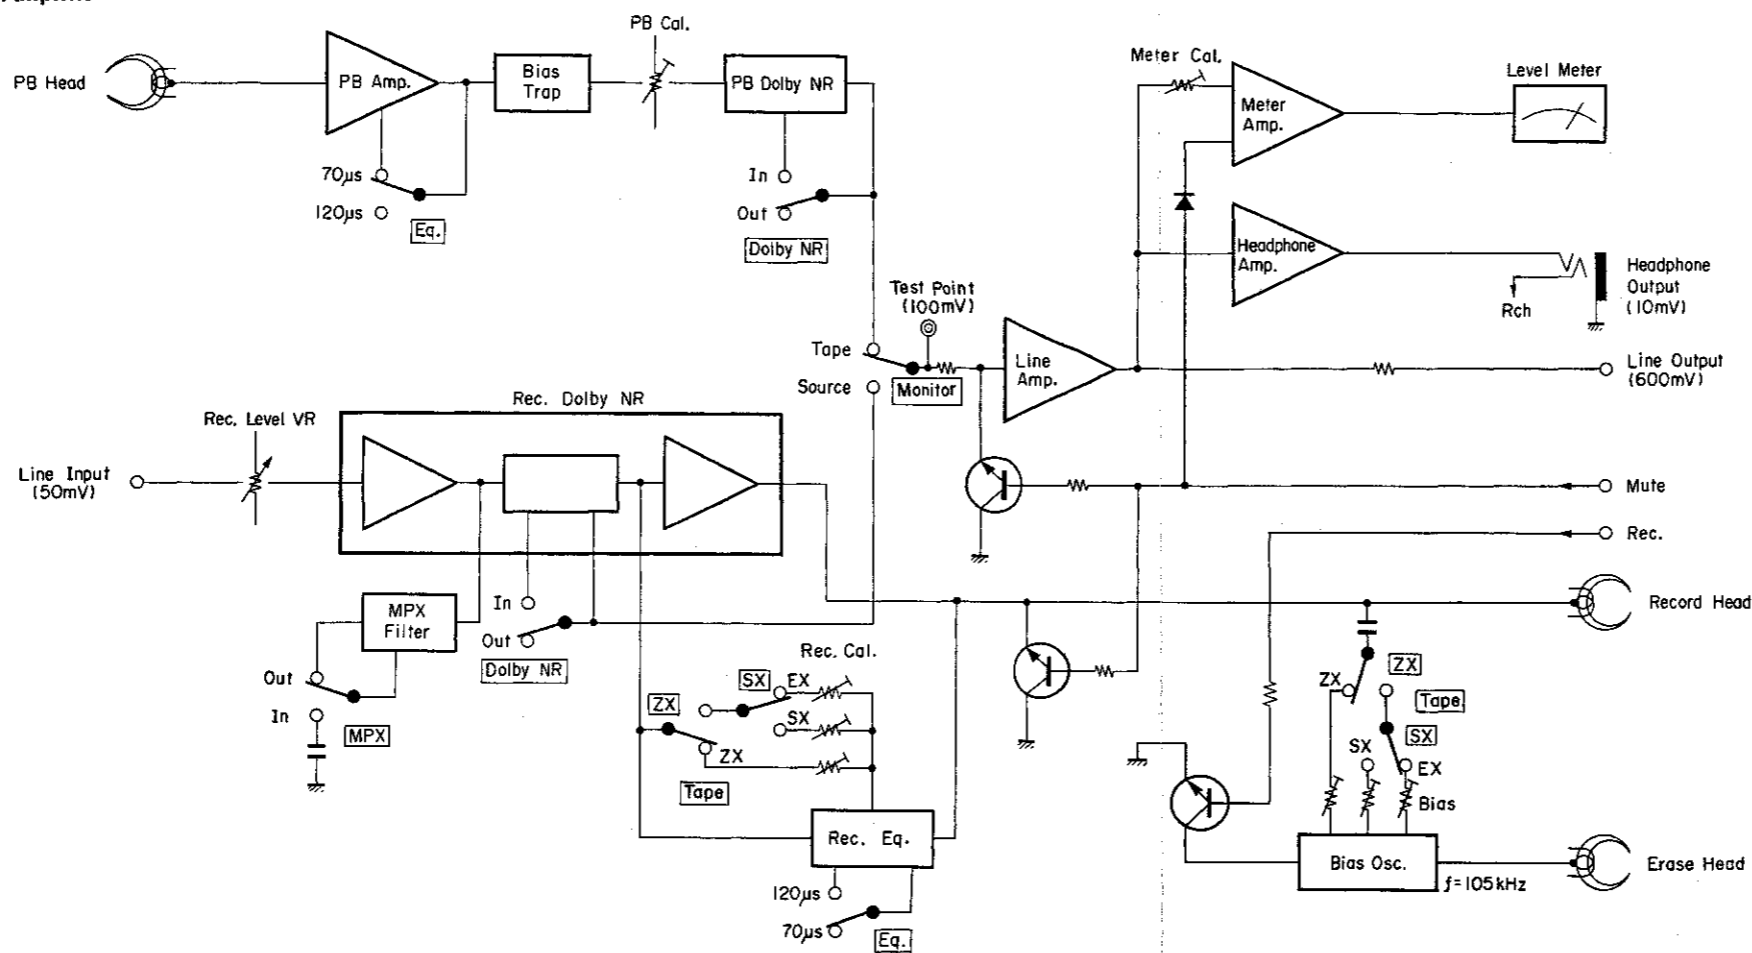 PB Cal.
PB Head
PB Amp.
Bias
Trap
PB Dolby NR
Meter Cal.
Meter
Amp.
Level Meter
70μs
120μs
Eq.
In
Out
Dolby NR
Headphone
Amp.
Headphone
Output
(10mV)
Rch
Test Point
(100mV)
Tape
Source
Monitor
Line
Amp.
Line Output
(600mV)
Rec. Dolby NR
Rec. Level VR
Line Input
(50mV)
Mute
Rec.
MPX
Filter
In
Out
Dolby NR
Record Head
Out
In
MPX
Rec. Cal.
SX
EX
ZX
SX
ZX
Tape
ZX
ZX
Tape
SX
SX
EX
Bias
Rec. Eq.
Bias Osc.
f=105kHz
Erase Head
120μs
70μs
Eq.